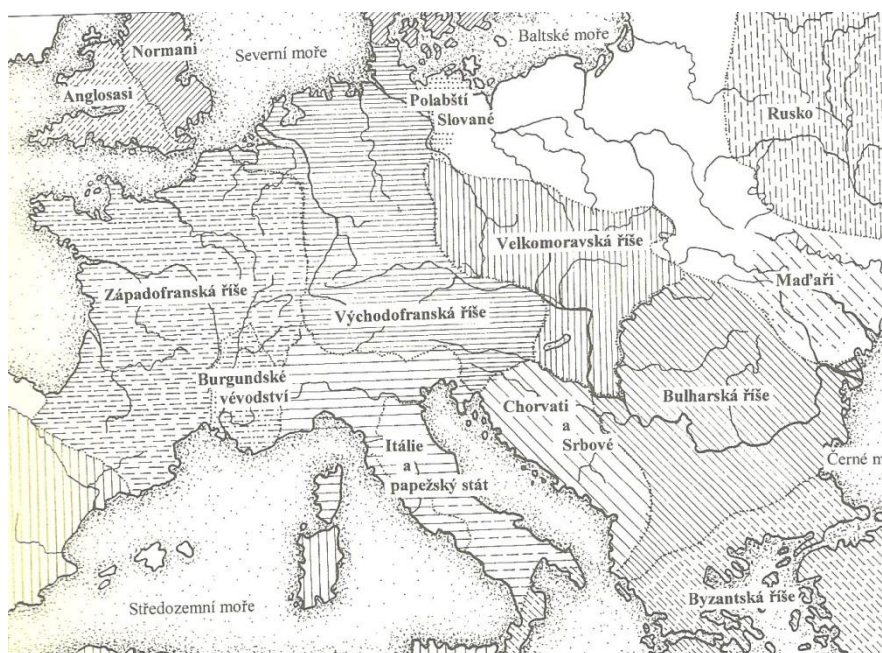 Normani
Severní moře
Baltské moře
Anglosasi
Polabští
Slované
Rusko
Velkomoravská říše
Západofranská říše
Východofranská říše
Maďaři
Burgundské
vévodství
Chorvati
a
Srbové
Bulharská říše
Itálie
a
papežský stát
Černé m
Středozemní moře
Byzantská říše